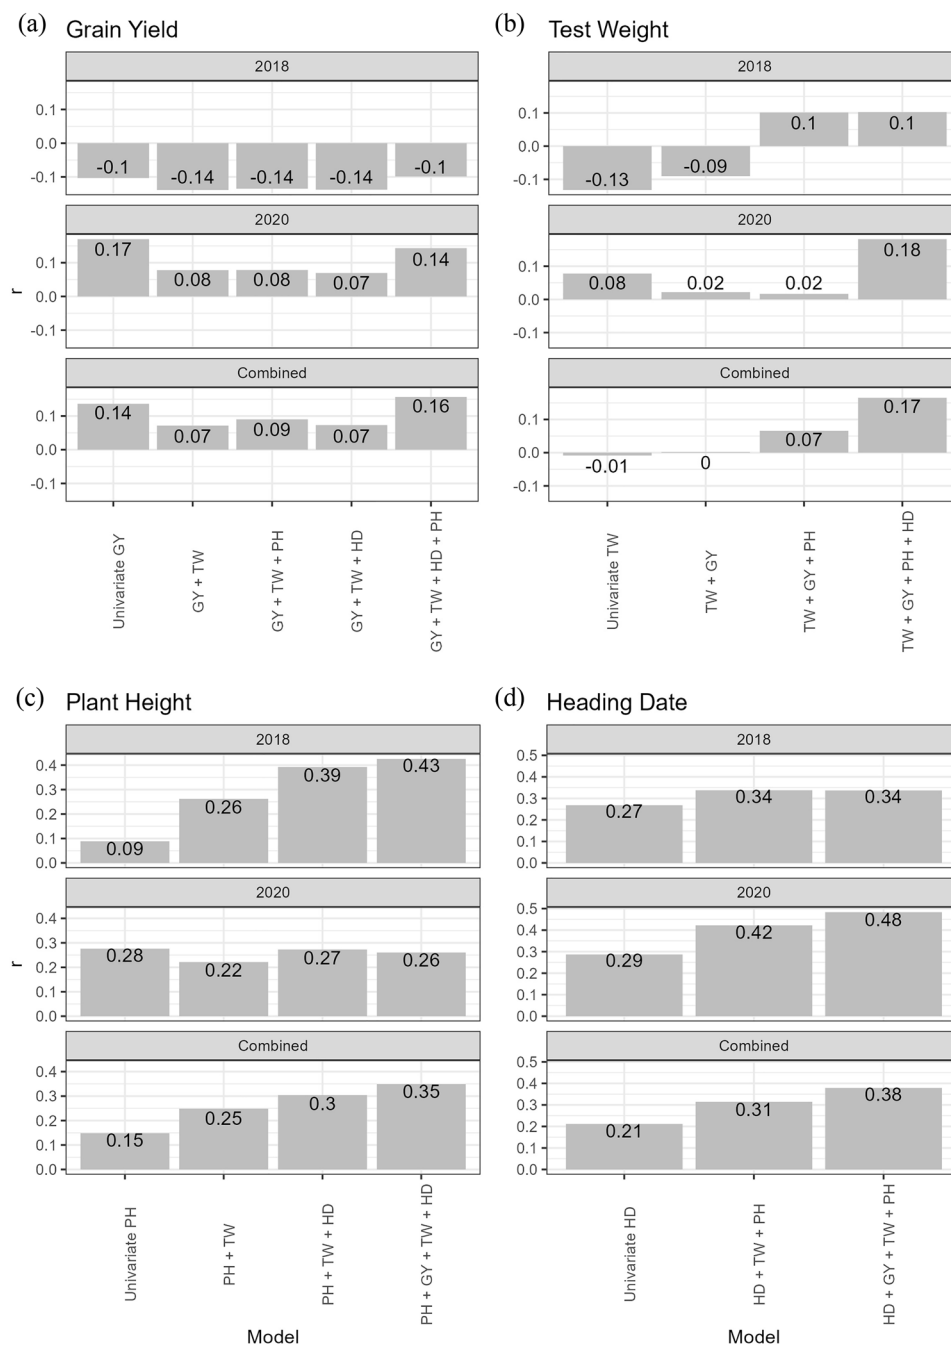 (a) Grain Yield
2018
0.1
0.0
-0.1
-0.1 -0.14 -0.14 -0.14 -0.1
2020
0.1
0.0
-0.1
0.17 0.08 0.08 0.07 0.14
r
Combined
0.1
0.0
-0.1
0.14 0.07 0.09 0.07 0.16
Univariate GY
GY + TW
GY + TW + PH
GY + TW + HD
GY + TW + HD + PH
(b) Test Weight
2018
0.1
0.0
-0.1
-0.13 -0.09 0.1 0.1
2020
0.1
0.0
-0.1
0.08 0.02 0.02 0.18
Combined
0.1
0.0
-0.1
-0.01 0 0.07 0.17
Univariate TW
TW + GY
TW + GY + PH
TW + GY + PH + HD
(c) Plant Height
2018
0.4
0.3
0.2
0.1
0.0
0.09 0.26 0.39 0.43
2020
0.4
0.3
0.2
0.1
0.0
0.28 0.22 0.27 0.26
r
Combined
0.4
0.3
0.2
0.1
0.0
0.15 0.25 0.3 0.35
Univariate PH
PH + TW
PH + TW + HD
PH + GY + TW + HD
Model
(d) Heading Date
2018
0.5
0.4
0.3
0.2
0.1
0.0
0.27 0.34 0.34
2020
0.5
0.4
0.3
0.2
0.1
0.0
0.29 0.42 0.48
Combined
0.5
0.4
0.3
0.2
0.1
0.0
0.21 0.31 0.38
Univariate HD
HD + TW + PH
HD + GY + TW + PH
Model